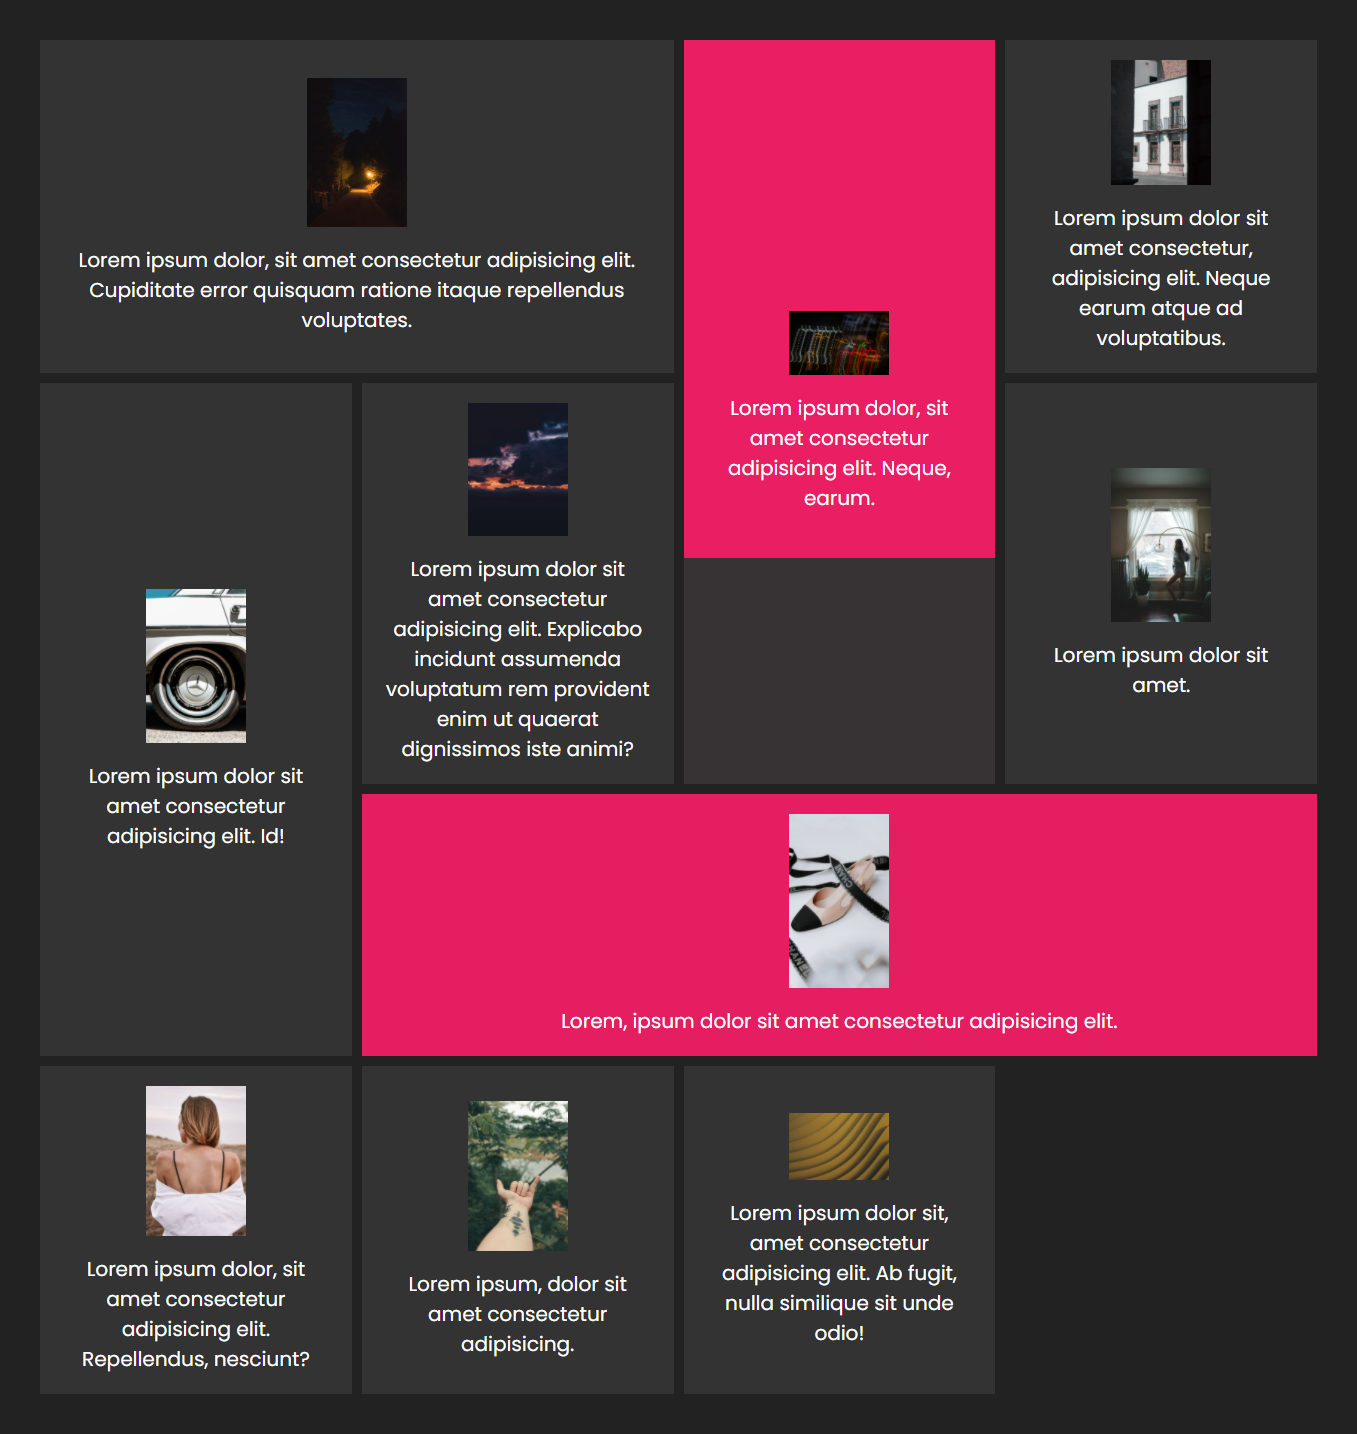 Lorem ipsum dolor, sit amet consectetur adipisicing elit.
Cupiditate error quisquam ratione itaque repellendus
voluptates.
Lorem ipsum dolor, sit
amet consectetur
adipisicing elit. Neque,
earum.
Lorem ipsum dolor sit
amet consectetur,
adipisicing elit. Neque
earum atque ad
voluptatibus.
Lorem ipsum dolor sit
amet consectetur
adipisicing elit. Id!
Lorem ipsum dolor sit
amet consectetur
adipisicing elit. Explicabo
incidunt assumenda
voluptatum rem provident
enim ut quaerat
dignissimos iste animi?
Lorem ipsum dolor sit
amet.
Lorem, ipsum dolor sit amet consectetur adipisicing elit.
Lorem ipsum dolor, sit
amet consectetur
adipisicing elit.
Repellendus, nesciunt?
Lorem ipsum, dolor sit
amet consectetur
adipisicing.
Lorem ipsum dolor sit,
amet consectetur
adipisicing elit. Ab fugit,
nulla similique sit unde
odio!